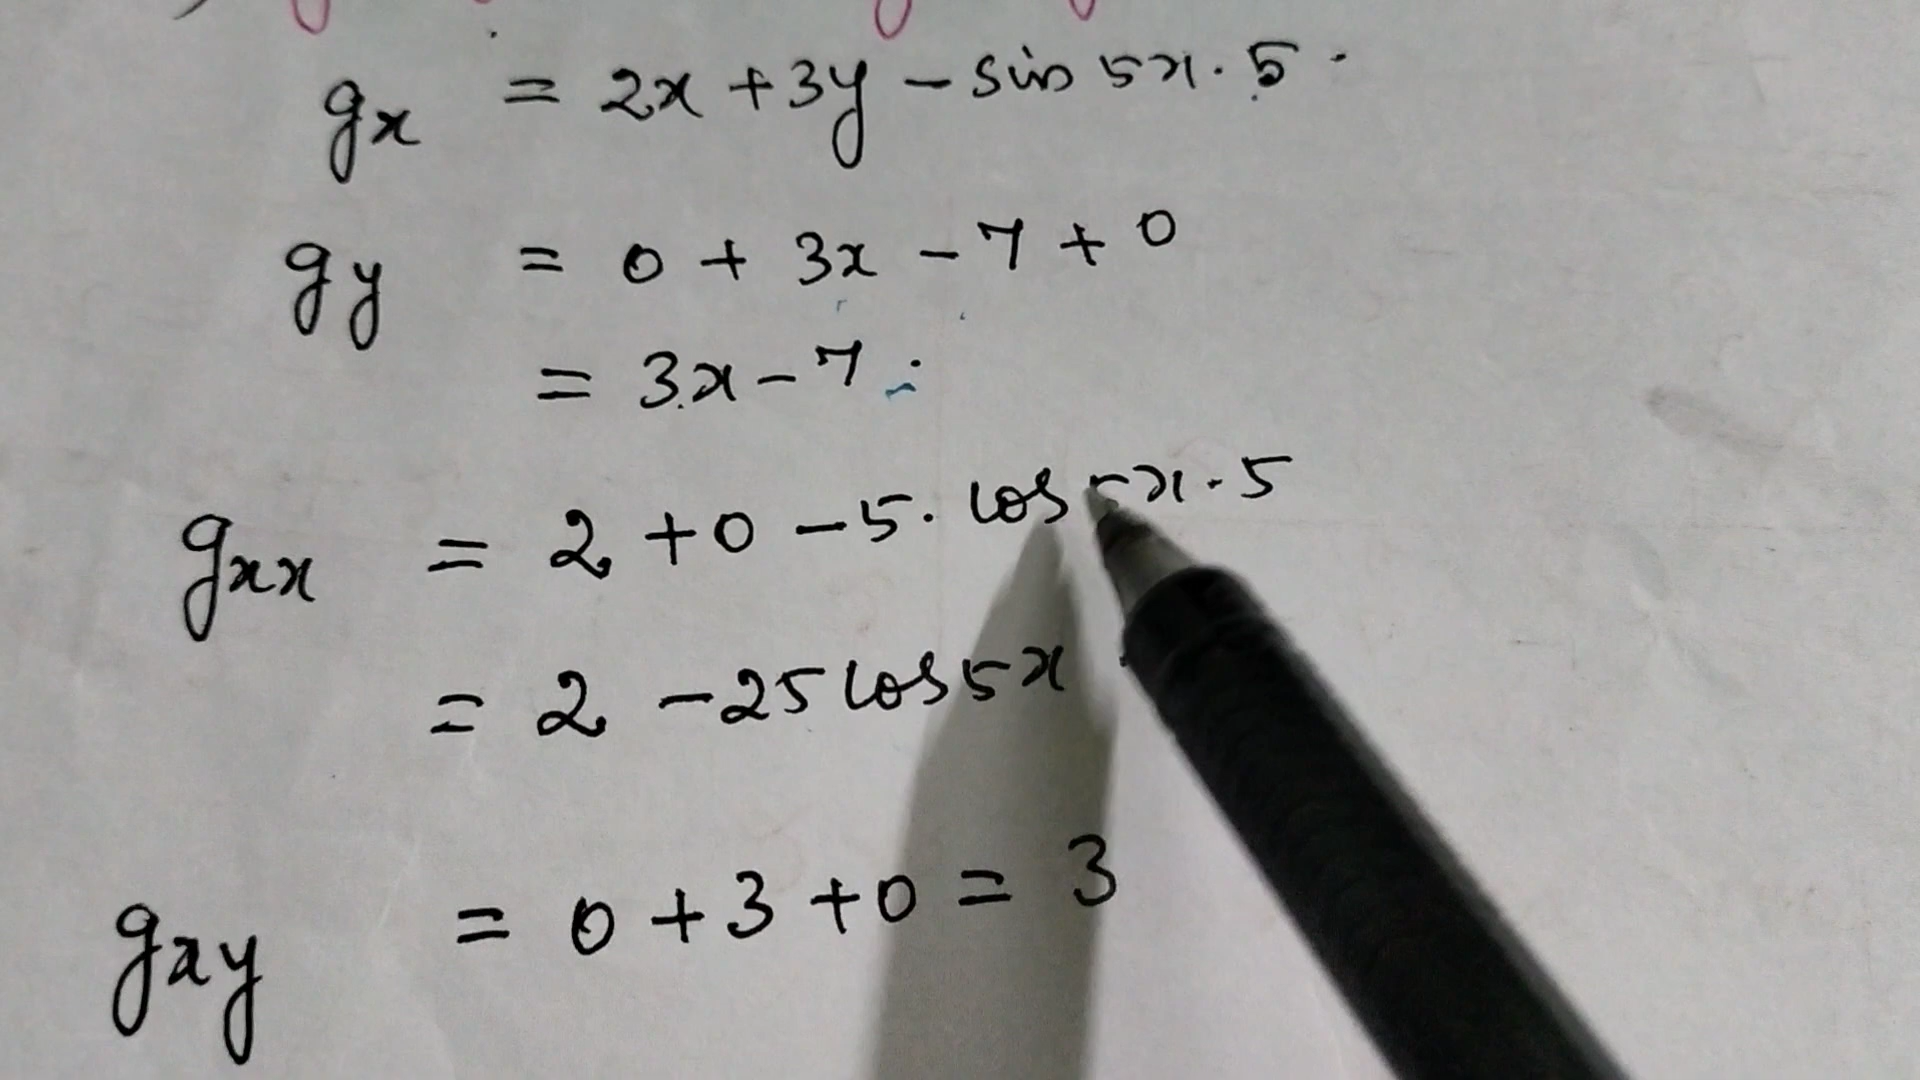 gx = 2x + 3y - sin 5x . 5 .
gy = 0 + 3x - 7 + 0
= 3x - 7 .
gxx = 2 + 0 - 5 . cos 5x . 5
= 2 - 25 cos 5x
gxy = 0 + 3 + 0 = 3